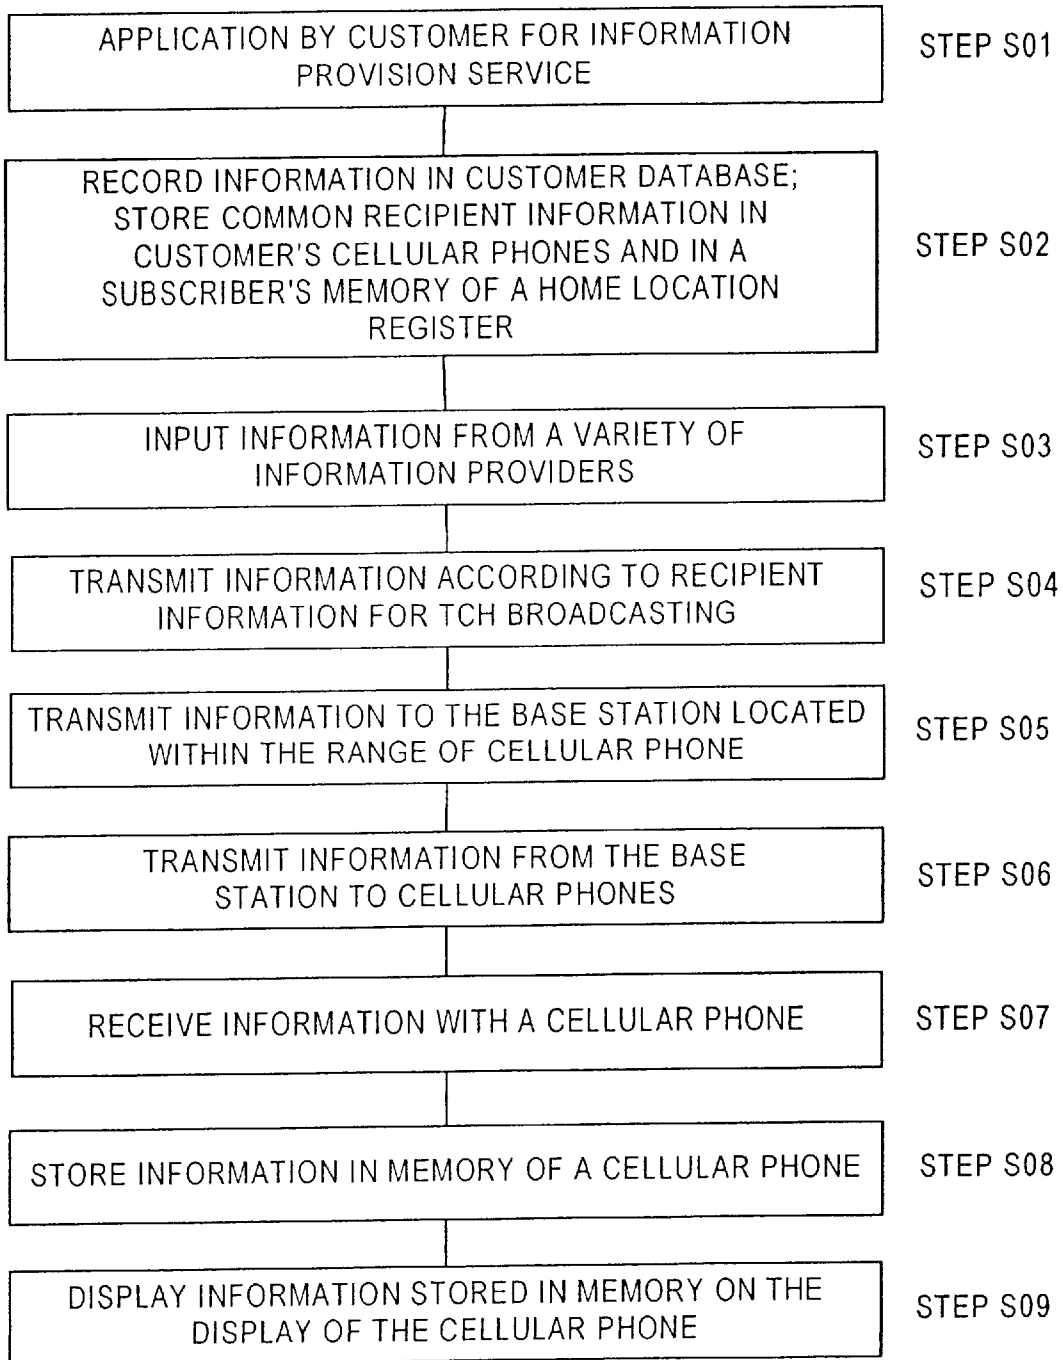 APPLICATION BY CUSTOMER FOR INFORMATION
PROVISION SERVICE
STEP S01
RECORD INFORMATION IN CUSTOMER DATABASE;
STORE COMMON RECIPIENT INFORMATION IN
CUSTOMER'S CELLULAR PHONES AND IN A
SUBSCRIBER'S MEMORY OF A HOME LOCATION
REGISTER
STEP S02
INPUT INFORMATION FROM A VARIETY OF
INFORMATION PROVIDERS
STEP S03
TRANSMIT INFORMATION ACCORDING TO RECIPIENT
INFORMATION FOR TCH BROADCASTING
STEP S04
TRANSMIT INFORMATION TO THE BASE STATION LOCATED
WITHIN THE RANGE OF CELLULAR PHONE
STEP S05
TRANSMIT INFORMATION FROM THE BASE
STATION TO CELLULAR PHONES
STEP S06
RECEIVE INFORMATION WITH A CELLULAR PHONE
STEP S07
STORE INFORMATION IN MEMORY OF A CELLULAR PHONE
STEP S08
DISPLAY INFORMATION STORED IN MEMORY ON THE
DISPLAY OF THE CELLULAR PHONE
STEP S09